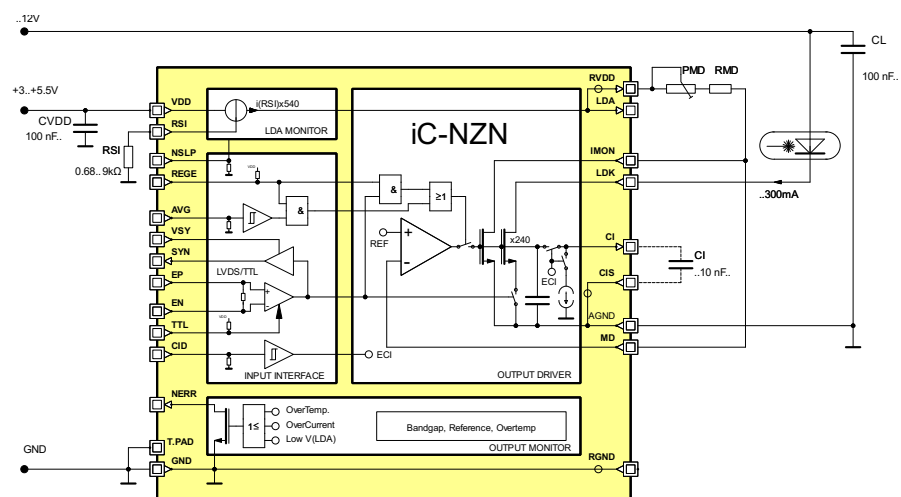 ..12V
CL
100 nF..
+3..+5.5V
RVDD
PMD
RMD
VDD
i(RSI)x540
LDA
CVDD
100 nF..
RSI
LDA MONITOR
iC-NZN
RSI
0.68..9kΩ
NSLP
IMON
REGE
VDD
&
≥1
LDK
..300mA
AVG
&
x240
VSY
REF
+
-
CI
SYN
ECI
CI
..10 nF..
LVDS/TTL
EP
+
-
CIS
EN
VDD
AGND
TTL
MD
CID
ECI
INPUT INTERFACE
OUTPUT DRIVER
NERR
OverTemp.
1≤
OverCurrent
Bandgap, Reference, Overtemp
Low V(LDA)
OUTPUT MONITOR
GND
T.PAD
GND
RGND